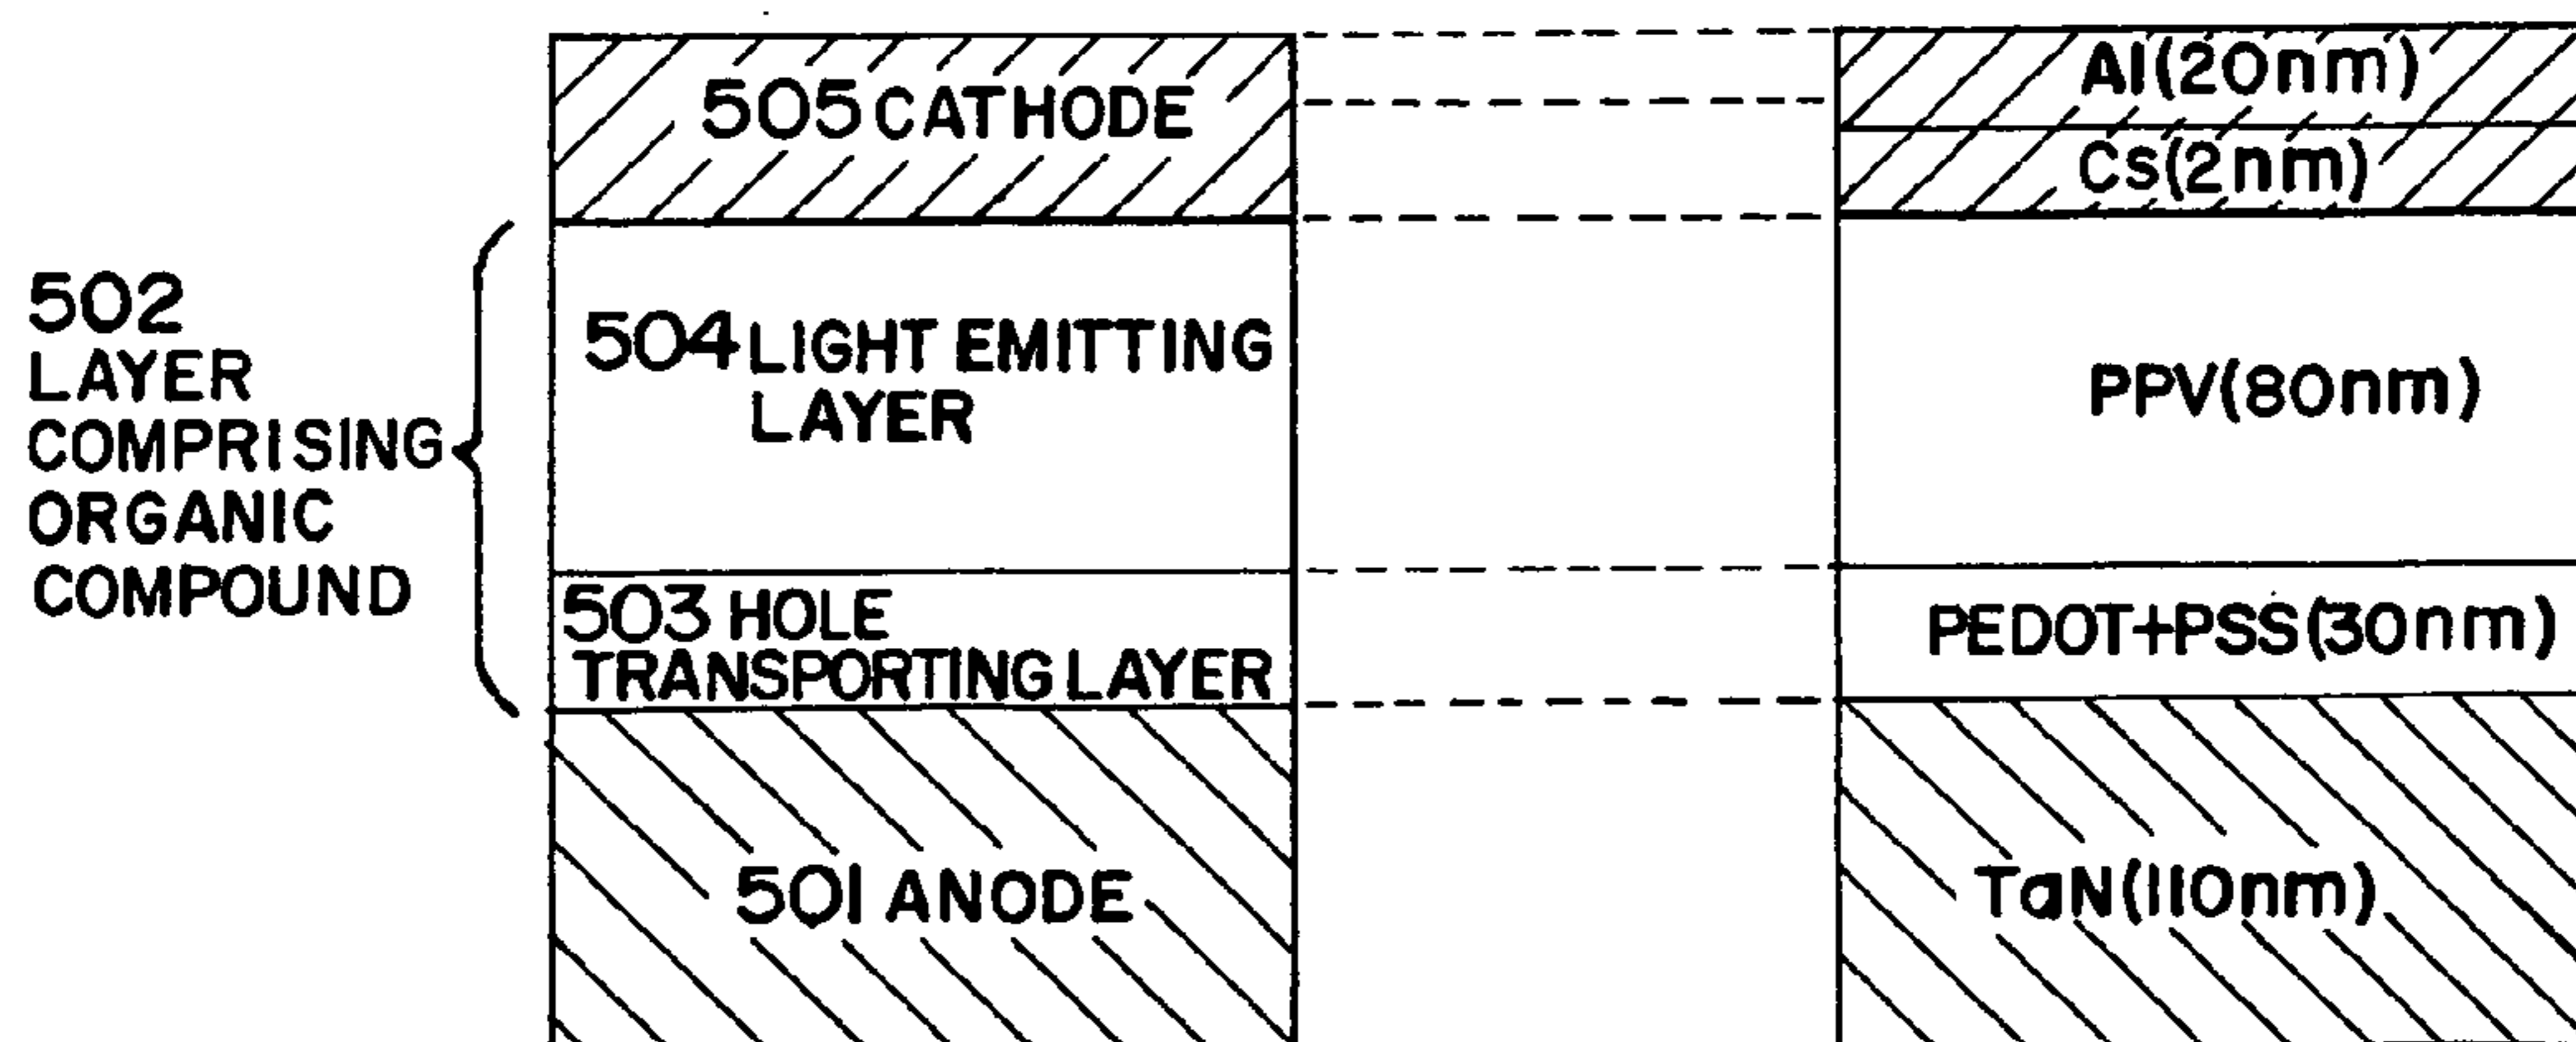 502
LAYER
COMPRISING
ORGANIC
COMPOUND
505 CATHODE
504 LIGHT EMITTING
LAYER
503 HOLE
TRANSPORTING LAYER
501 ANODE
Al(20nm)
Cs(2nm)
PPV(80nm)
PEDOT+PSS(30nm)
TaN(110nm)